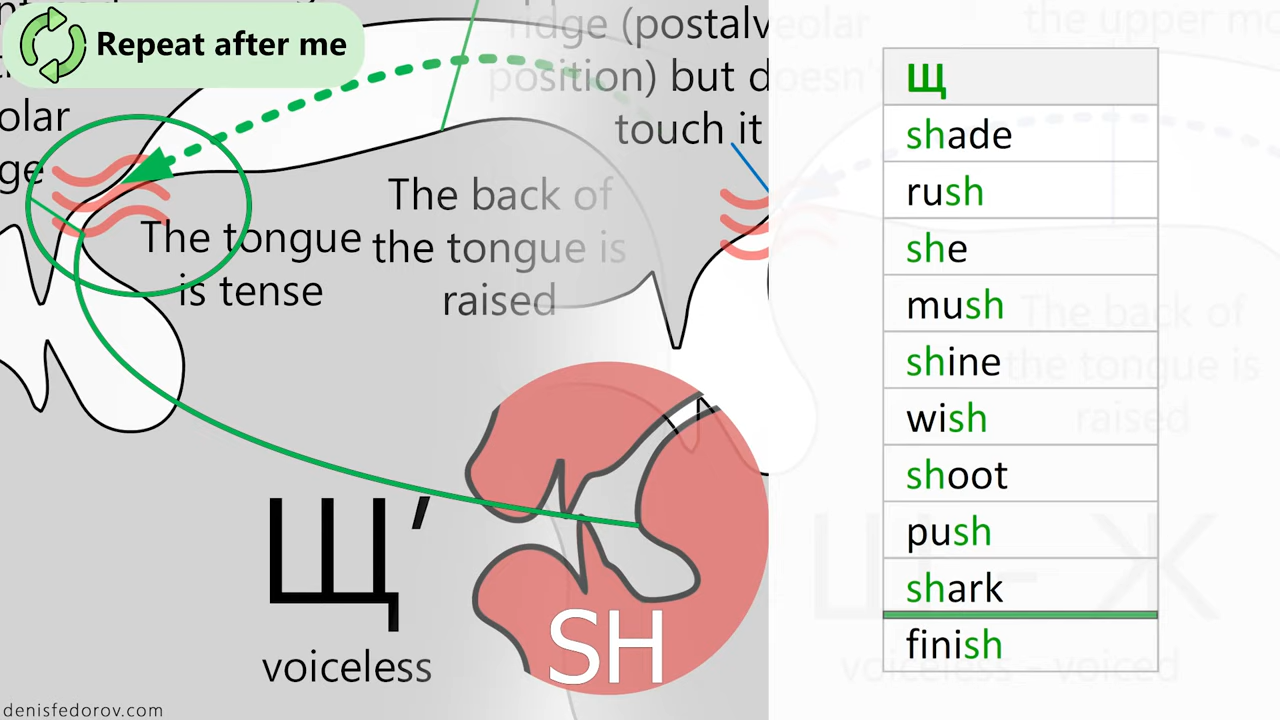 Repeat after me
olar
ge
ridge (postalveolar
position) but doesn't
touch it
the upper mo
The tongue
is tense
The back of
the tongue is
raised
The back of
the tongue is
raised
Щ′
voiceless
SH
Ш – Ж
voiceless – voiced
denisfedorov.com
Щ
shade
rush
she
mush
shine
wish
shoot
push
shark
finish